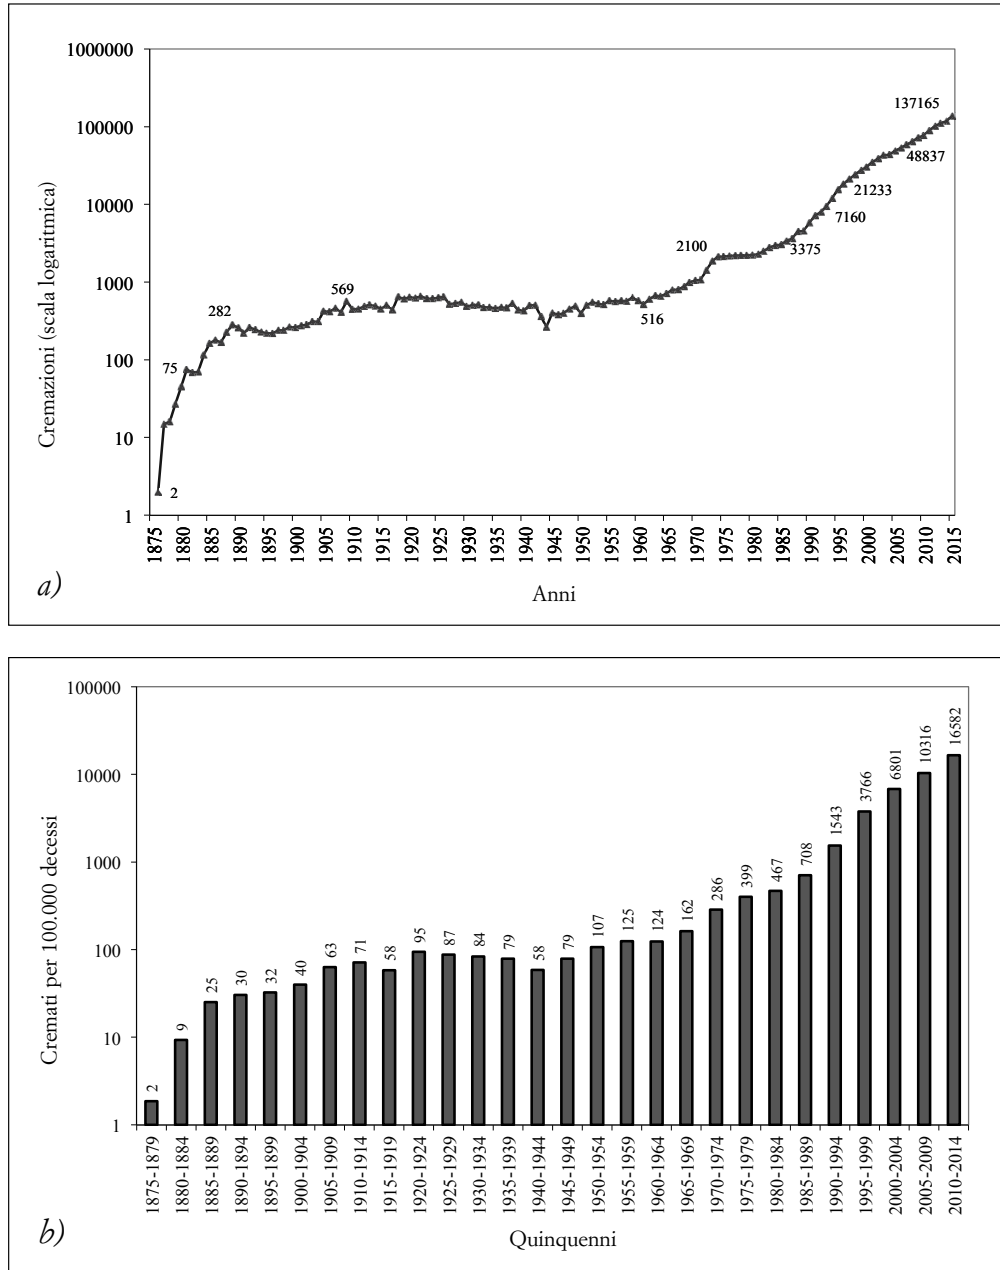 1000000
100000
10000
1000
100
10
1
Cremazioni (scala logaritmica)
2
75
282
569
516
2100
3375
7160
21233
48837
137165
1875 1880 1885 1890 1895 1900 1905 1910 1915 1920 1925 1930 1935 1940 1945 1950 1955 1960 1965 1970 1975 1980 1985 1990 1995 2000 2005 2010 2015
Anni
a)
100000
10000
1000
100
10
1
Cremati per 100.000 decessi
2 9 25 30 32 40 63 71 58 95 87 84 79 58 79 107 125 124 162 286 399 467 708 1543 3766 6801 10316 16582
1875-1879 1880-1884 1885-1889 1890-1894 1895-1899 1900-1904 1905-1909 1910-1914 1915-1919 1920-1924 1925-1929 1930-1934 1935-1939 1940-1944 1945-1949 1950-1954 1955-1959 1960-1964 1965-1969 1970-1974 1975-1979 1980-1984 1985-1989 1990-1994 1995-1999 2000-2004 2005-2009 2010-2014
Quinquenni
b)